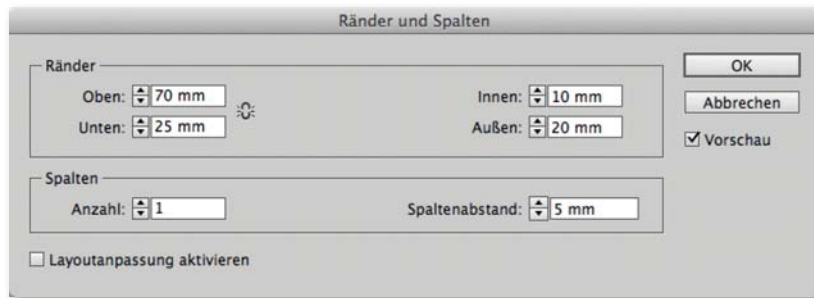 Ränder und Spalten
Ränder
Oben: 70 mm
Unten: 25 mm
Innen: 10 mm
Außen: 20 mm
Spalten
Anzahl: 1
Spaltenabstand: 5 mm
Layoutanpassung aktivieren
OK
Abbrechen
Vorschau